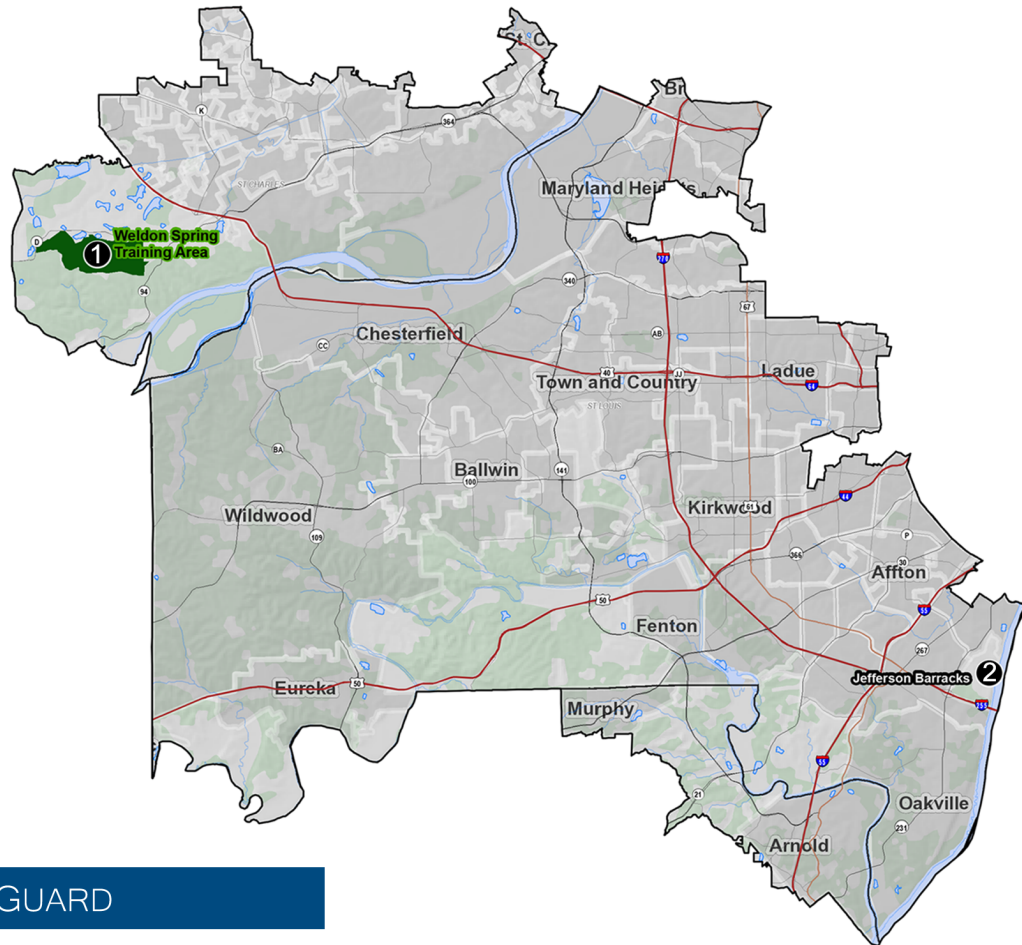 St. C
Br
K
364
ST CHARLES
Maryland Hei s
D
1
Weldon Spring
Training Area
94
270
340
67
Chesterfield
CC
AB
40
JJ
Ladue
64
Town and Country
ST LOUIS
BA
Ballwin
100
141
44
Wildwood
Kirkwood
61
109
366
P
30
Affton
50
55
Fenton
267
Jefferson Barracks
2
Eureka
50
255
Murphy
55
21
Oakville
231
Arnold
GUARD